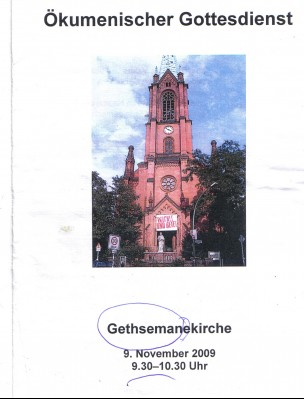 Ökumenischer Gottesdienst
Gethsemanekirche
9. November 2009
9.30–10.30 Uhr